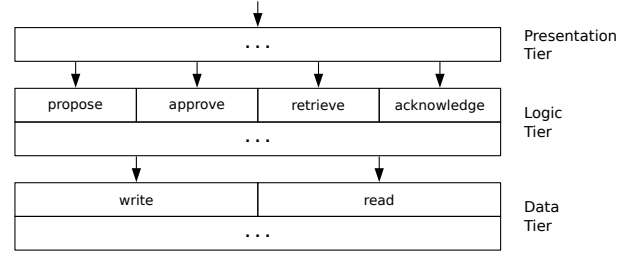 . . .
Presentation
Tier
propose approve retrieve acknowledge
. . .
Logic
Tier
write read
. . .
Data
Tier